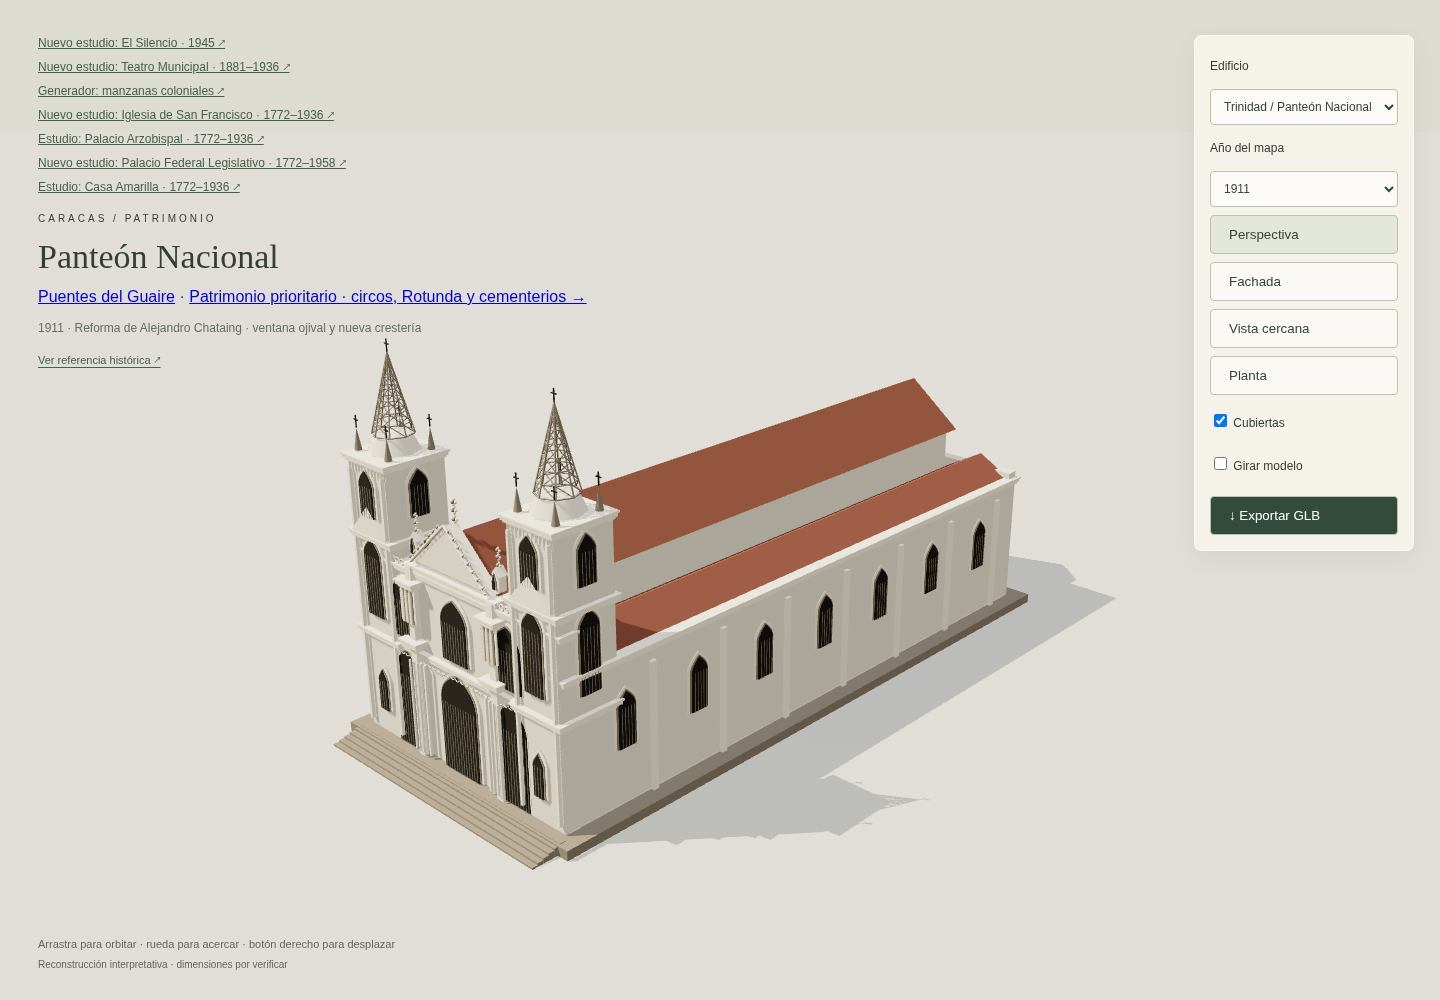 Nuevo estudio: El Silencio · 1945 ↗
Nuevo estudio: Teatro Municipal · 1881–1936 ↗
Generador: manzanas coloniales ↗
Nuevo estudio: Iglesia de San Francisco · 1772–1936 ↗
Estudio: Palacio Arzobispal · 1772–1936 ↗
Nuevo estudio: Palacio Federal Legislativo · 1772–1958 ↗
Estudio: Casa Amarilla · 1772–1936 ↗
CARACAS / PATRIMONIO
Panteón Nacional
Puentes del Guaire · Patrimonio prioritario · circos, Rotunda y cementerios →
1911 · Reforma de Alejandro Chataing · ventana ojival y nueva crestería
Ver referencia histórica ↗
Edificio
Trinidad / Panteón Nacional
Año del mapa
1911
Perspectiva
Fachada
Vista cercana
Planta
Cubiertas
Girar modelo
↓ Exportar GLB
Arrastra para orbitar · rueda para acercar · botón derecho para desplazar
Reconstrucción interpretativa · dimensiones por verificar